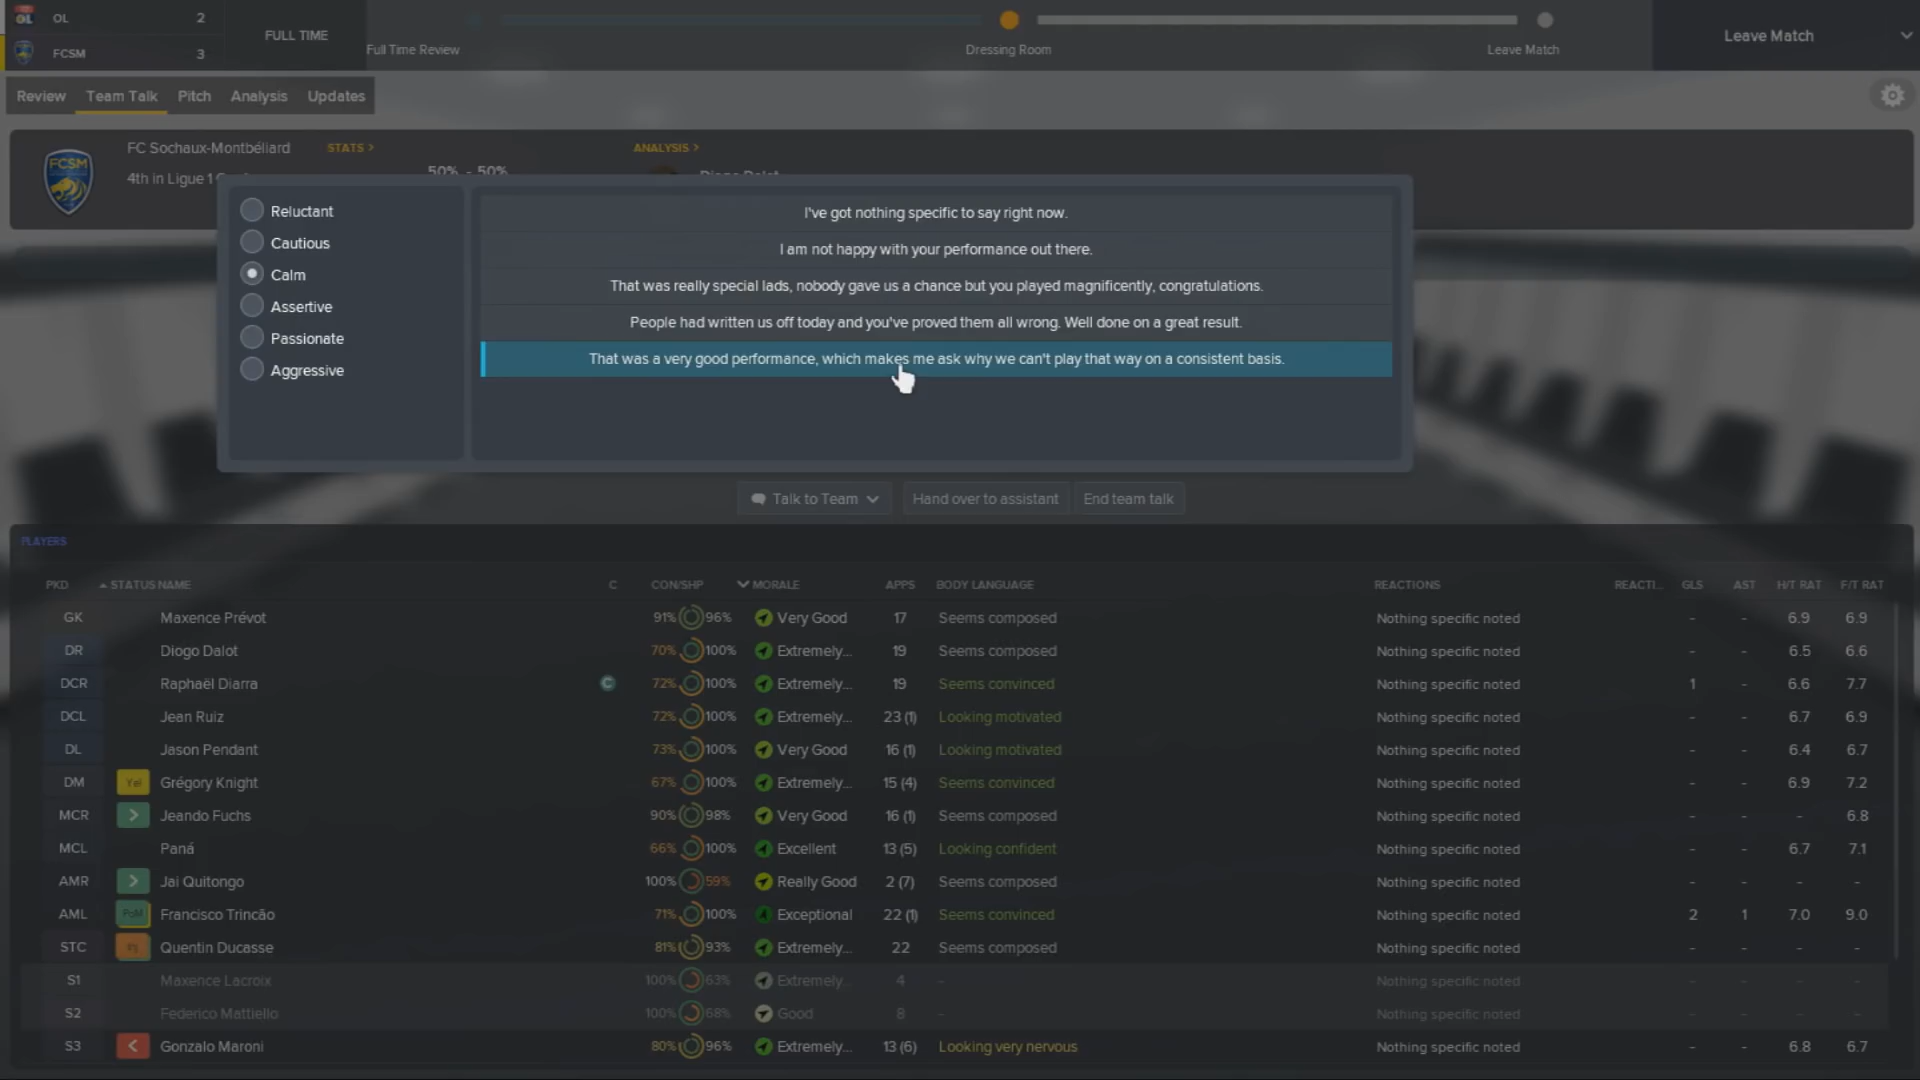 OL 2
FCSM 3
FULL TIME
Full Time Review
Dressing Room
Leave Match
Leave Match
Review Team Talk Pitch Analysis Updates
FCSM
FC Sochaux-Montbéliard STATS >
4th in Ligue 1
50% - 50%
ANALYSIS >
Diogo Dalot
Reluctant
Cautious
Calm
Assertive
Passionate
Aggressive
I've got nothing specific to say right now.
I am not happy with your performance out there.
That was really special lads, nobody gave us a chance but you played magnificently, congratulations.
People had written us off today and you've proved them all wrong. Well done on a great result.
That was a very good performance, which makes me ask why we can't play that way on a consistent basis.
Talk to Team Hand over to assistant End team talk
PLAYERS
PKD STATUS NAME C CON/SHP MORALE APPS BODY LANGUAGE REACTIONS REACTI... GLS AST H/T RAT F/T RAT
GK Maxence Prévot 91% 96% Very Good 17 Seems composed Nothing specific noted - - 6.9 6.9
DR Diogo Dalot 70% 100% Extremely... 19 Seems composed Nothing specific noted - - 6.5 6.6
DCR Raphaël Diarra C 72% 100% Extremely... 19 Seems convinced Nothing specific noted 1 - 6.6 7.7
DCL Jean Ruiz 72% 100% Extremely... 23 (1) Looking motivated Nothing specific noted - - 6.7 6.9
DL Jason Pendant 73% 100% Very Good 16 (1) Looking motivated Nothing specific noted - - 6.4 6.7
DM Yel Grégory Knight 67% 100% Extremely... 15 (4) Seems convinced Nothing specific noted - - 6.9 7.2
MCR Jeando Fuchs 90% 98% Very Good 16 (1) Seems composed Nothing specific noted - - - 6.8
MCL Paná 66% 100% Excellent 13 (5) Looking confident Nothing specific noted - - 6.7 7.1
AMR Jai Quitongo 100% 59% Really Good 2 (7) Seems composed Nothing specific noted - - - -
AML PoM Francisco Trincão 71% 100% Exceptional 22 (1) Seems convinced Nothing specific noted 2 1 7.0 9.0
STC Inj Quentin Ducasse 81% 93% Extremely... 22 Seems composed Nothing specific noted - - - -
S1 Maxence Lacroix 100% 63% Extremely... 4 - Nothing specific noted - - - -
S2 Federico Mattiello 100% 68% Good 8 - Nothing specific noted - - - -
S3 Gonzalo Maroni 80% 96% Extremely... 13 (6) Looking very nervous Nothing specific noted - - 6.8 6.7